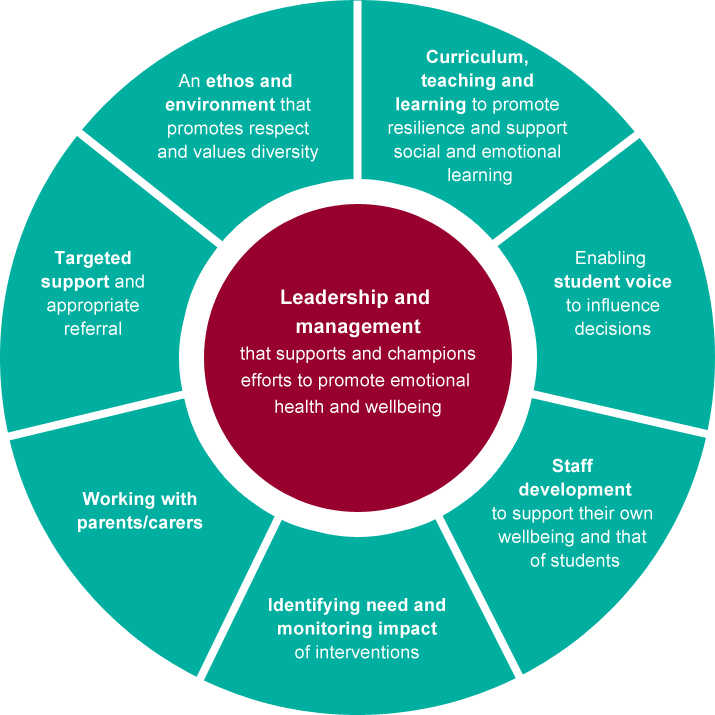 An ethos and
environment that
promotes respect
and values diversity
Curriculum,
teaching and
learning to promote
resilience and support
social and emotional
learning
Enabling
student voice
to influence
decisions
Staff
development
to support their own
wellbeing and that
of students
Identifying need and
monitoring impact
of interventions
Working with
parents/carers
Targeted
support and
appropriate
referral
Leadership and
management
that supports and champions
efforts to promote emotional
health and wellbeing